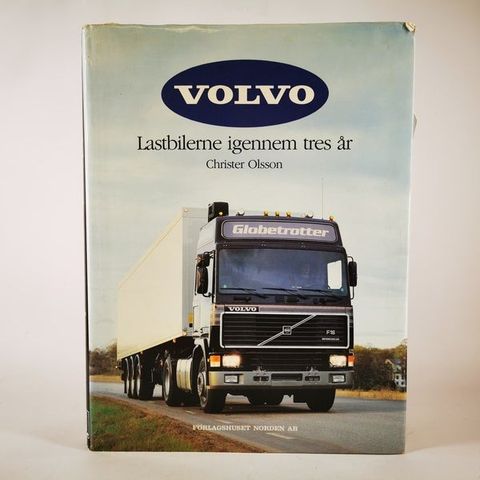 VOLVO
Lastbilerne igennem tres år
Christer Olsson
Globetrotter
VOLVO
F16
FÖRLAGSHUSET NORDEN AB